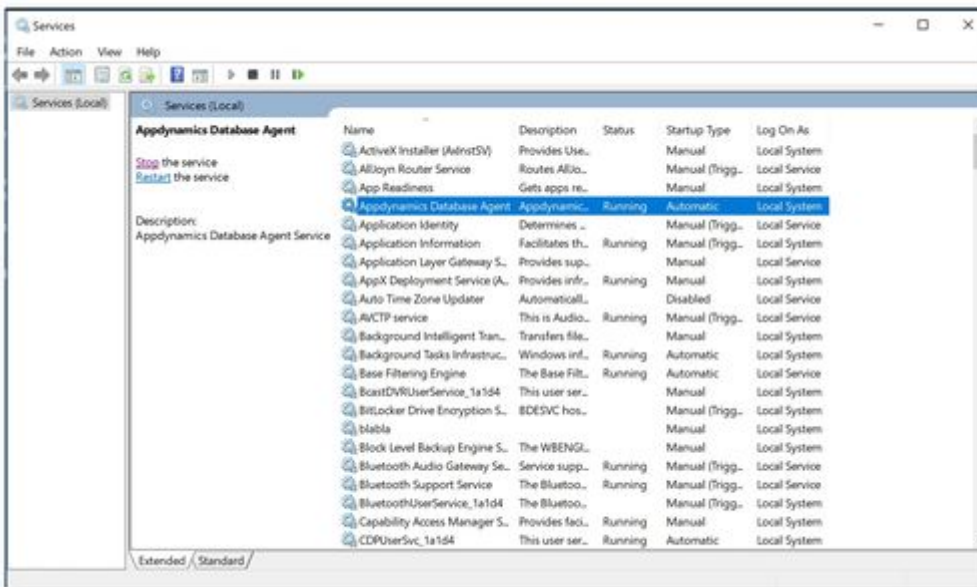 Services
File Action View Help
Services (Local)
Services (Local)
Appdynamics Database Agent
Stop the service
Restart the service
Description:
Appdynamics Database Agent Service
Name Description Status Startup Type Log On As
ActiveX Installer (AxInstSV) Provides Use... Manual Local System
AllJoyn Router Service Routes AllJo... Manual (Trigg... Local Service
App Readiness Gets apps re... Manual Local System
Appdynamics Database Agent Appdynamic... Running Automatic Local System
Application Identity Determines ... Manual (Trigg... Local Service
Application Information Facilitates th... Running Manual (Trigg... Local System
Application Layer Gateway S... Provides sup... Manual Local Service
AppX Deployment Service (A... Provides infr... Running Manual Local System
Auto Time Zone Updater Automaticall... Disabled Local Service
AVCTP service This is Audio... Running Manual (Trigg... Local Service
Background Intelligent Tran... Transfers file... Manual Local System
Background Tasks Infrastruc... Windows inf... Running Automatic Local System
Base Filtering Engine The Base Filt... Running Automatic Local Service
BcastDVRUserService_1a1d4 This user ser... Manual Local System
BitLocker Drive Encryption S... BDESVC hos... Manual (Trigg... Local System
blabla Manual Local System
Block Level Backup Engine S... The WBENGI... Manual Local System
Bluetooth Audio Gateway Se... Service supp... Running Manual (Trigg... Local Service
Bluetooth Support Service The Bluetoo... Running Manual (Trigg... Local Service
BluetoothUserService_1a1d4 The Bluetoo... Manual (Trigg... Local System
Capability Access Manager S... Provides faci... Running Manual Local System
CDPUserSvc_1a1d4 This user ser... Running Automatic Local System
Extended Standard